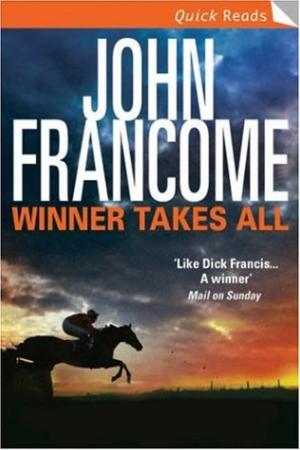 Quick Reads
JOHN
FRANCOME
WINNER TAKES ALL
'Like Dick Francis...
A winner'
Mail on Sunday